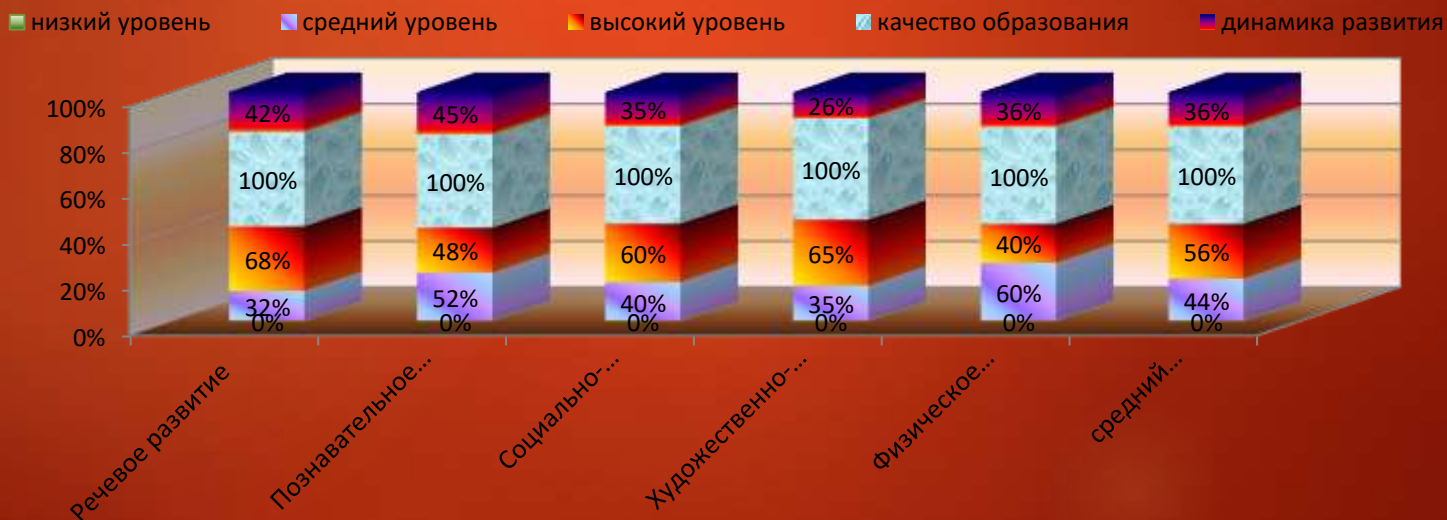 низкий уровень средний уровень высокий уровень качество образования динамика развития
100%
80%
60%
40%
20%
0%
42% 45% 35% 26% 36% 36%
100% 100% 100% 100% 100% 100%
68% 48% 60% 65% 40% 56%
32% 52% 40% 35% 60% 44%
0% 0% 0% 0% 0% 0%
Речевое развитие
Познавательное...
Социально-...
Художественно-...
Физическое...
средний...